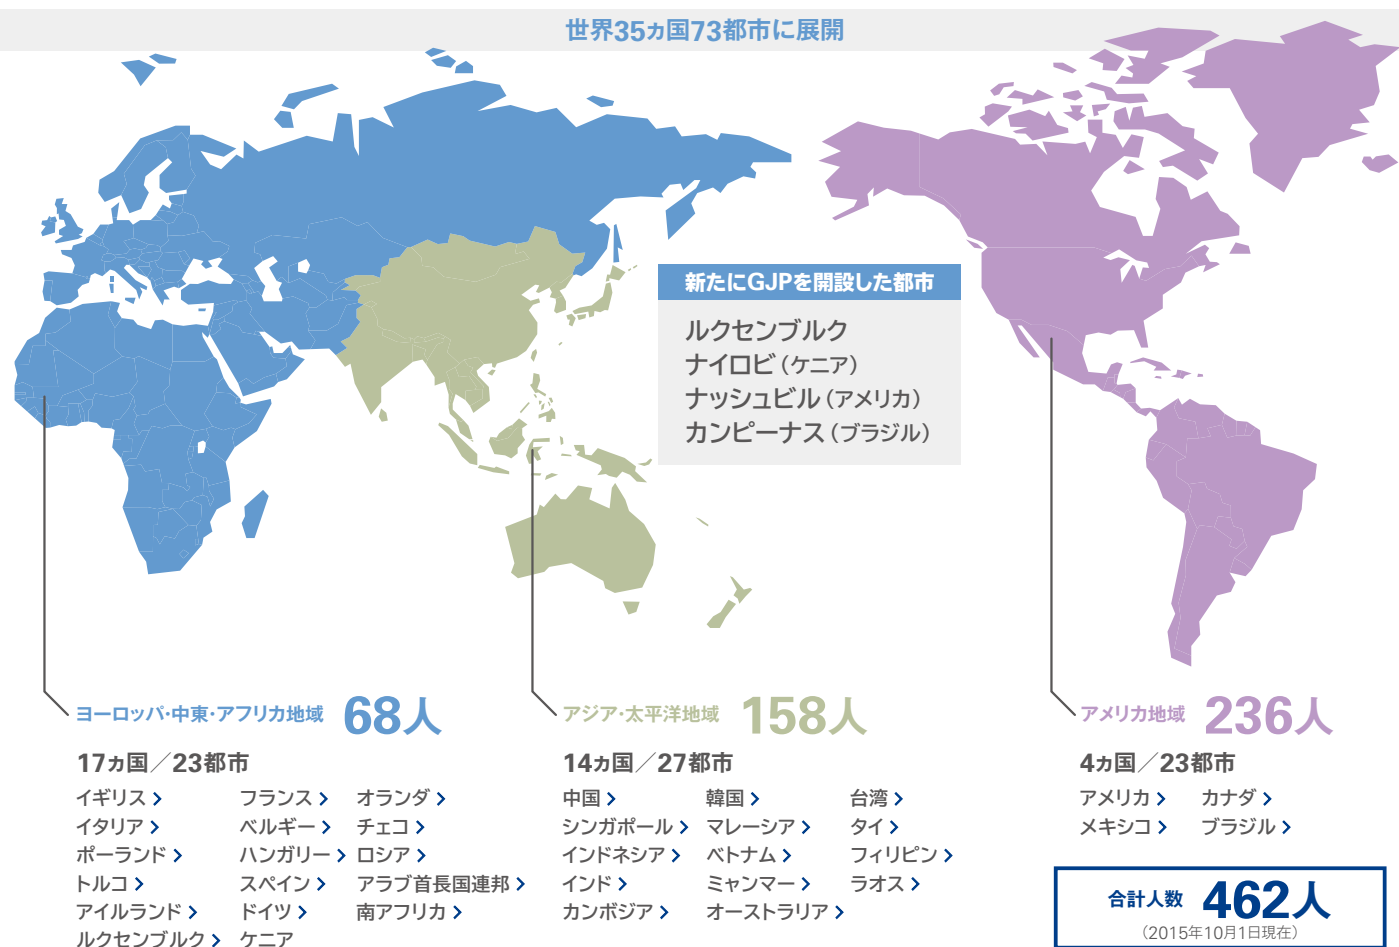 世界35ヵ国73都市に展開
新たにGJPを開設した都市
ルクセンブルク
ナイロビ（ケニア）
ナッシュビル（アメリカ）
カンピーナス（ブラジル）
ヨーロッパ・中東・アフリカ地域 68人
17ヵ国／23都市
イギリス フランス オランダ
イタリア ベルギー チェコ
ポーランド ハンガリー ロシア
トルコ スペイン アラブ首長国連邦
アイルランド ドイツ 南アフリカ
ルクセンブルク ケニア
アジア・太平洋地域 158人
14ヵ国／27都市
中国 韓国 台湾
シンガポール マレーシア タイ
インドネシア ベトナム フィリピン
インド ミャンマー ラオス
カンボジア オーストラリア
アメリカ地域 236人
4ヵ国／23都市
アメリカ カナダ
メキシコ ブラジル
合計人数 462人
（2015年10月1日現在）